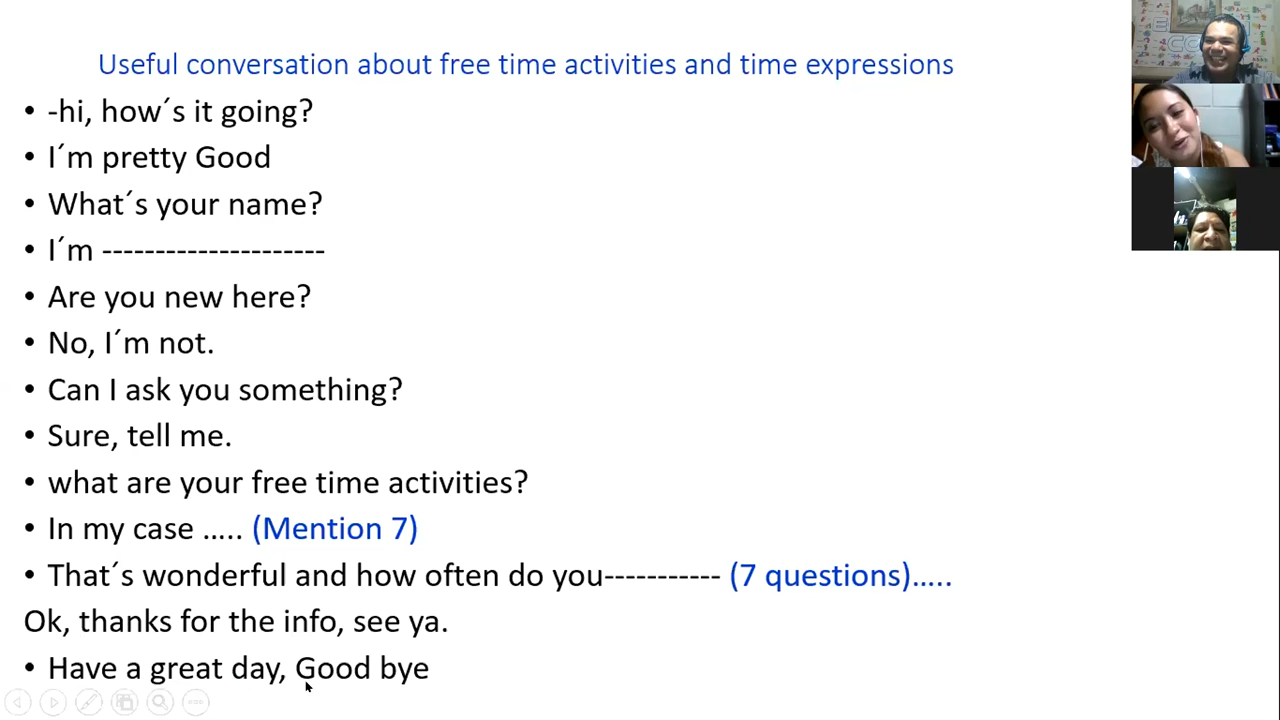 Useful conversation about free time activities and time expressions
• -hi, how´s it going?
• I´m pretty Good
• What´s your name?
• I´m ---------------------
• Are you new here?
• No, I´m not.
• Can I ask you something?
• Sure, tell me.
• what are your free time activities?
• In my case ….. (Mention 7)
• That´s wonderful and how often do you----------- (7 questions)…..
Ok, thanks for the info, see ya.
• Have a great day, Good bye